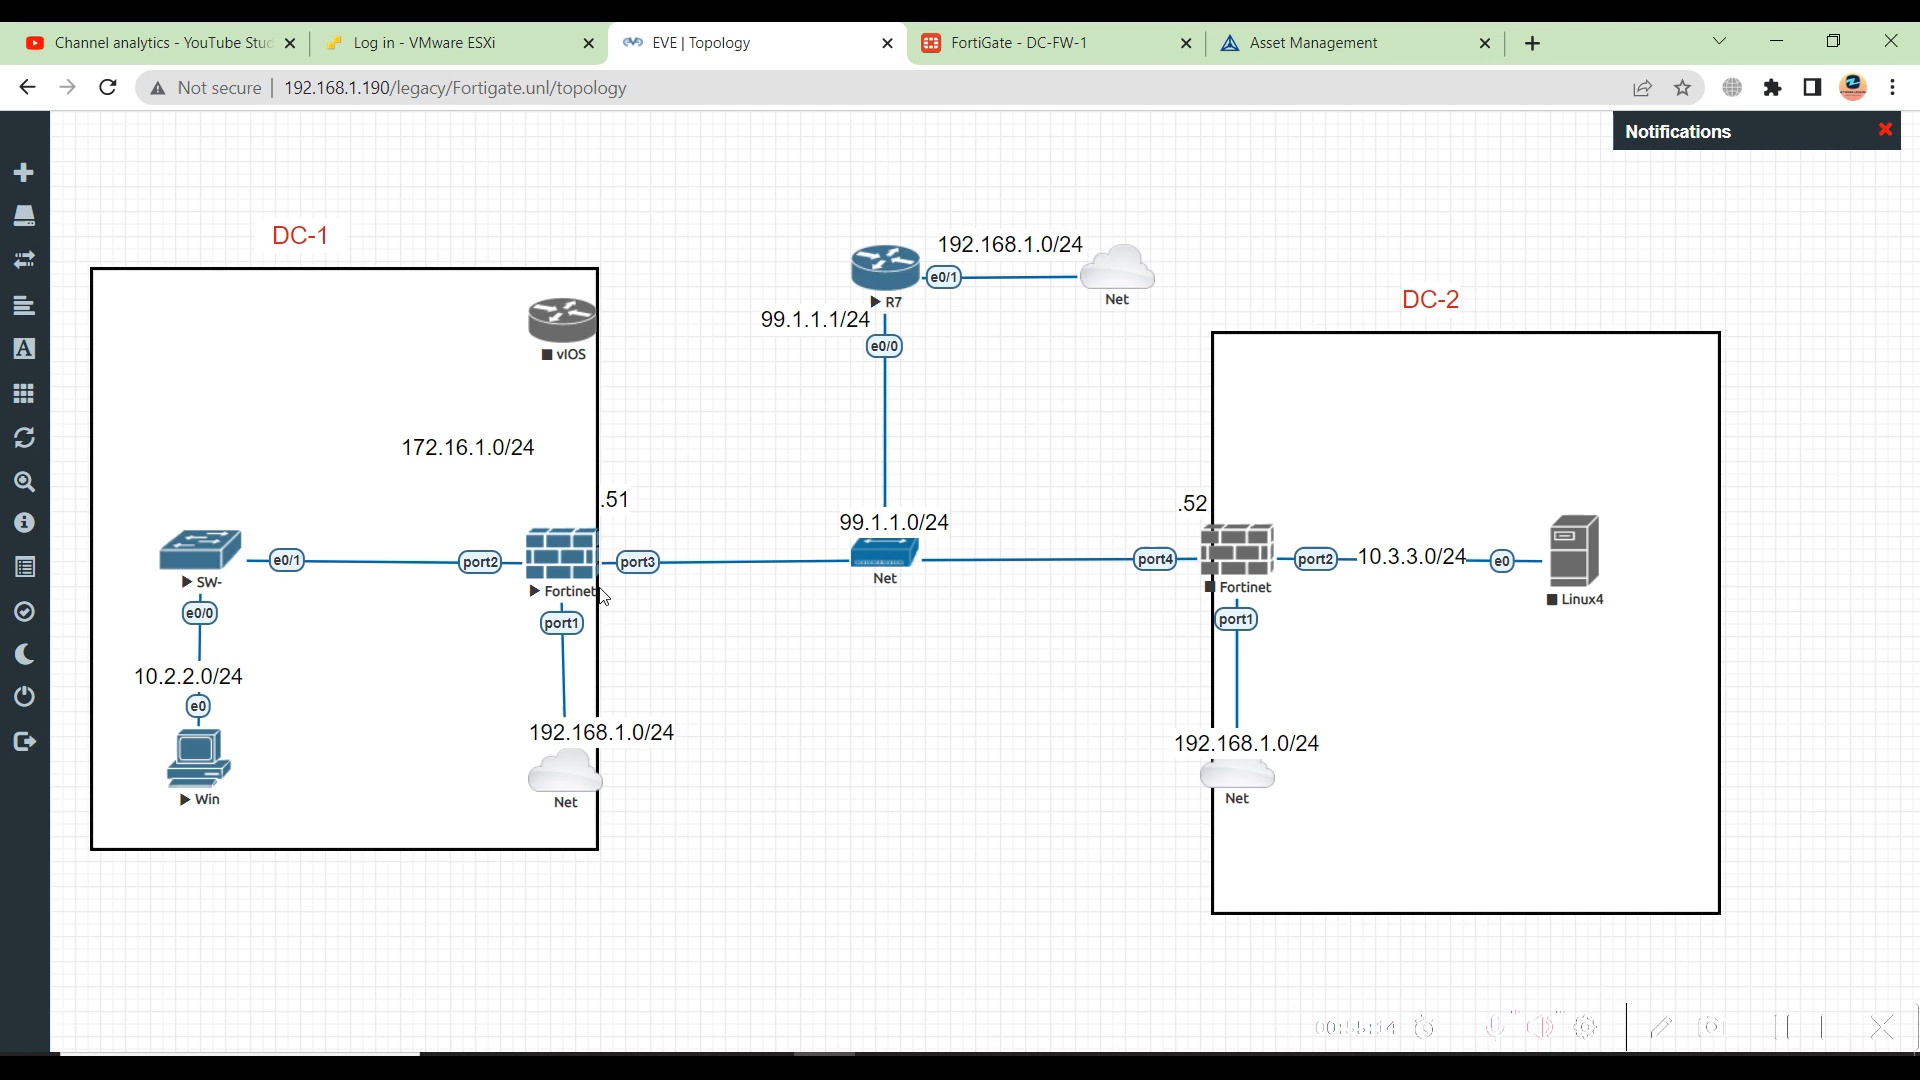 Channel analytics - YouTube Stud
Log in - VMware ESXi
EVE | Topology
FortiGate - DC-FW-1
Asset Management
Not secure
192.168.1.190/legacy/Fortigate.unl/topology
Notifications
DC-1
192.168.1.0/24
e0/1
R7
Net
DC-2
99.1.1.1/24
e0/0
vIOS
172.16.1.0/24
.51
.52
99.1.1.0/24
e0/1
port2
port3
Net
port4
port2
10.3.3.0/24
e0
SW-
Fortinet
Fortinet
Linux4
e0/0
port1
port1
10.2.2.0/24
e0
192.168.1.0/24
192.168.1.0/24
Win
Net
Net
00:55:14